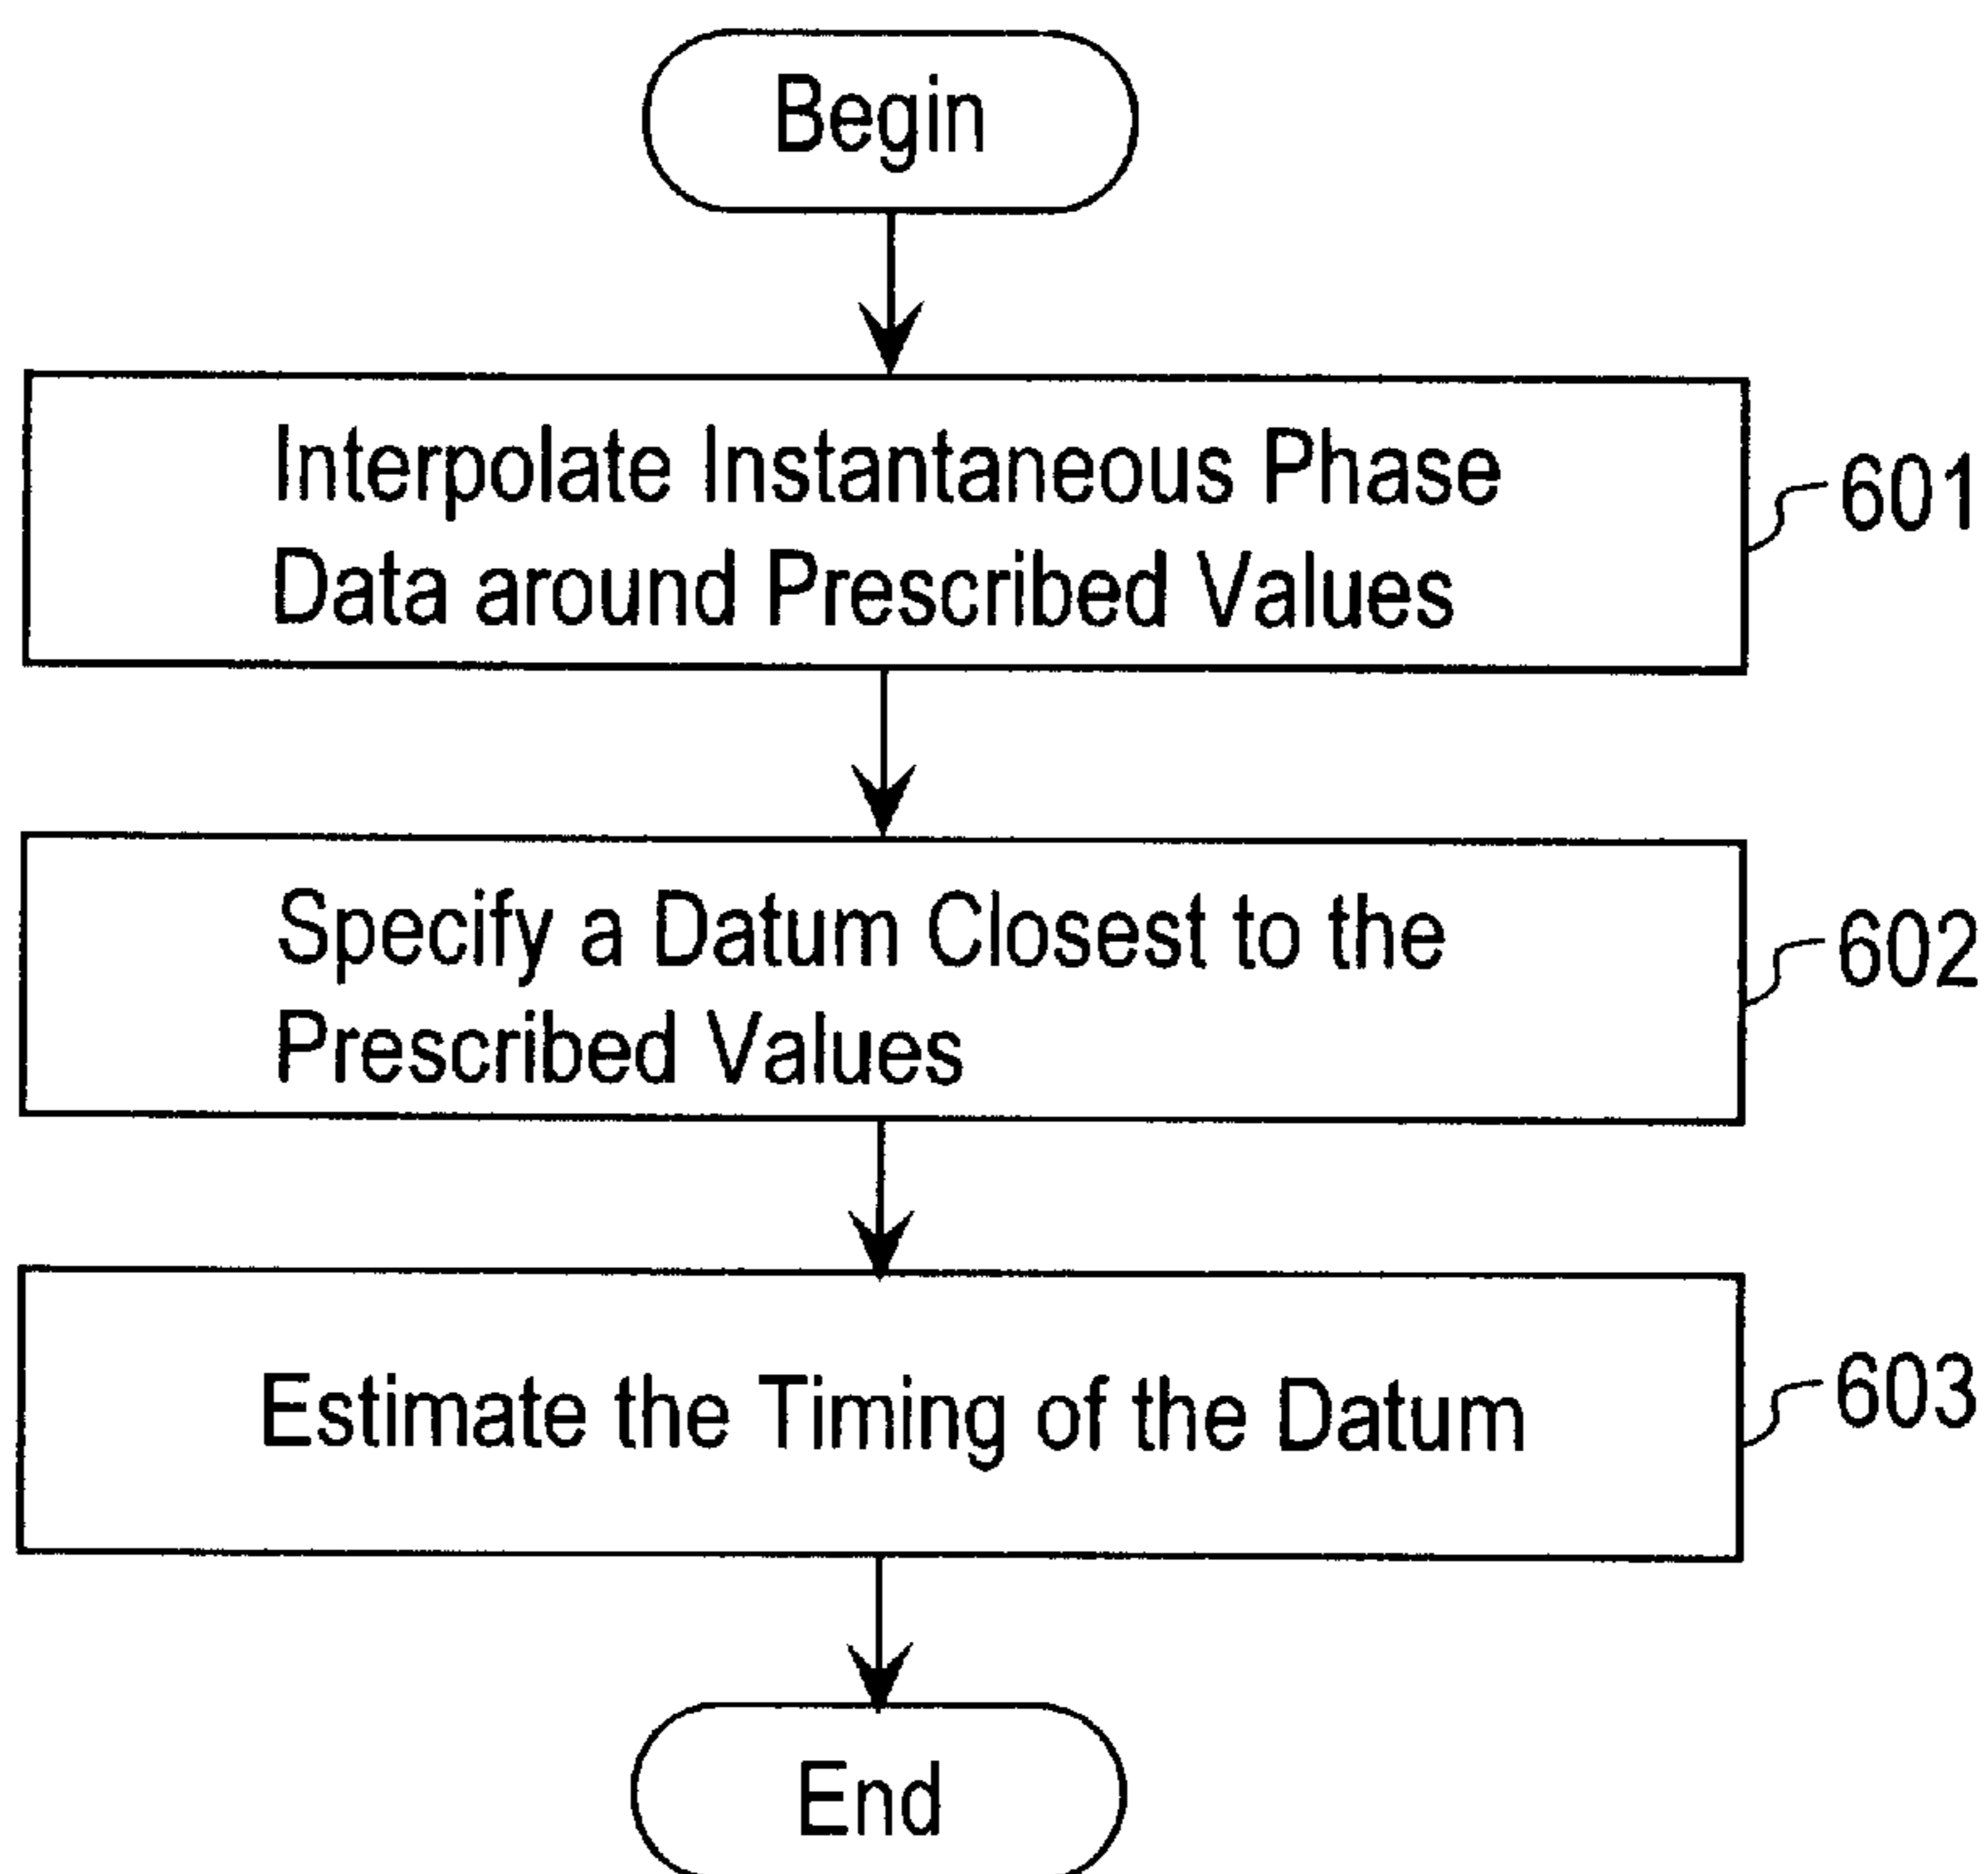 Begin
Interpolate Instantaneous Phase
Data around Prescribed Values
601
Specify a Datum Closest to the
Prescribed Values
602
Estimate the Timing of the Datum
603
End